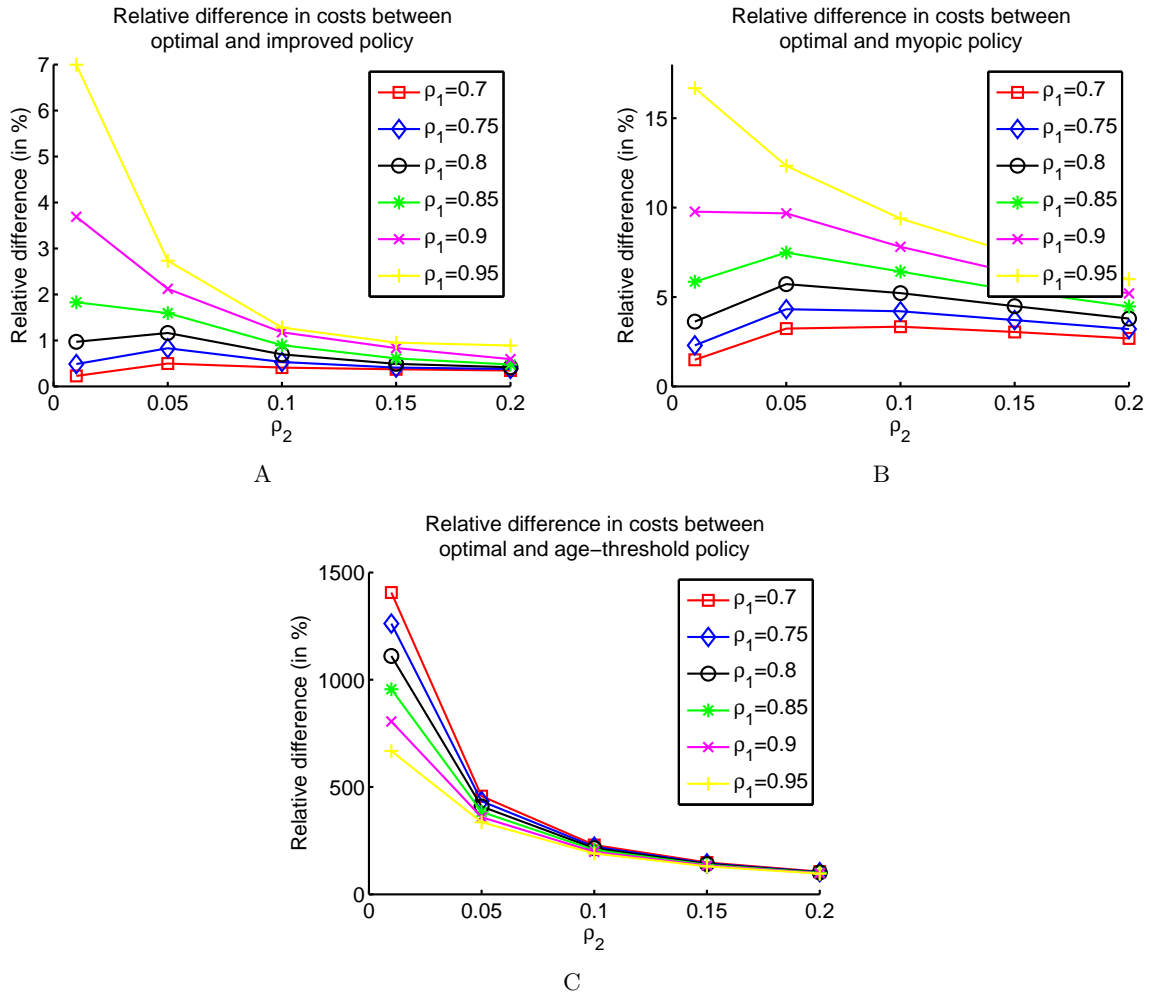 Relative difference in costs between
optimal and improved policy
Relative difference (in %)
7
6
5
4
3
2
1
0
0
0.05
0.1
0.15
0.2
ρ2
ρ1=0.7
ρ1=0.75
ρ1=0.8
ρ1=0.85
ρ1=0.9
ρ1=0.95
A
Relative difference in costs between
optimal and myopic policy
Relative difference (in %)
15
10
5
0
0
0.05
0.1
0.15
0.2
ρ2
ρ1=0.7
ρ1=0.75
ρ1=0.8
ρ1=0.85
ρ1=0.9
ρ1=0.95
B
Relative difference in costs between
optimal and age−threshold policy
Relative difference (in %)
1500
1000
500
0
0
0.05
0.1
0.15
0.2
ρ2
ρ1=0.7
ρ1=0.75
ρ1=0.8
ρ1=0.85
ρ1=0.9
ρ1=0.95
C